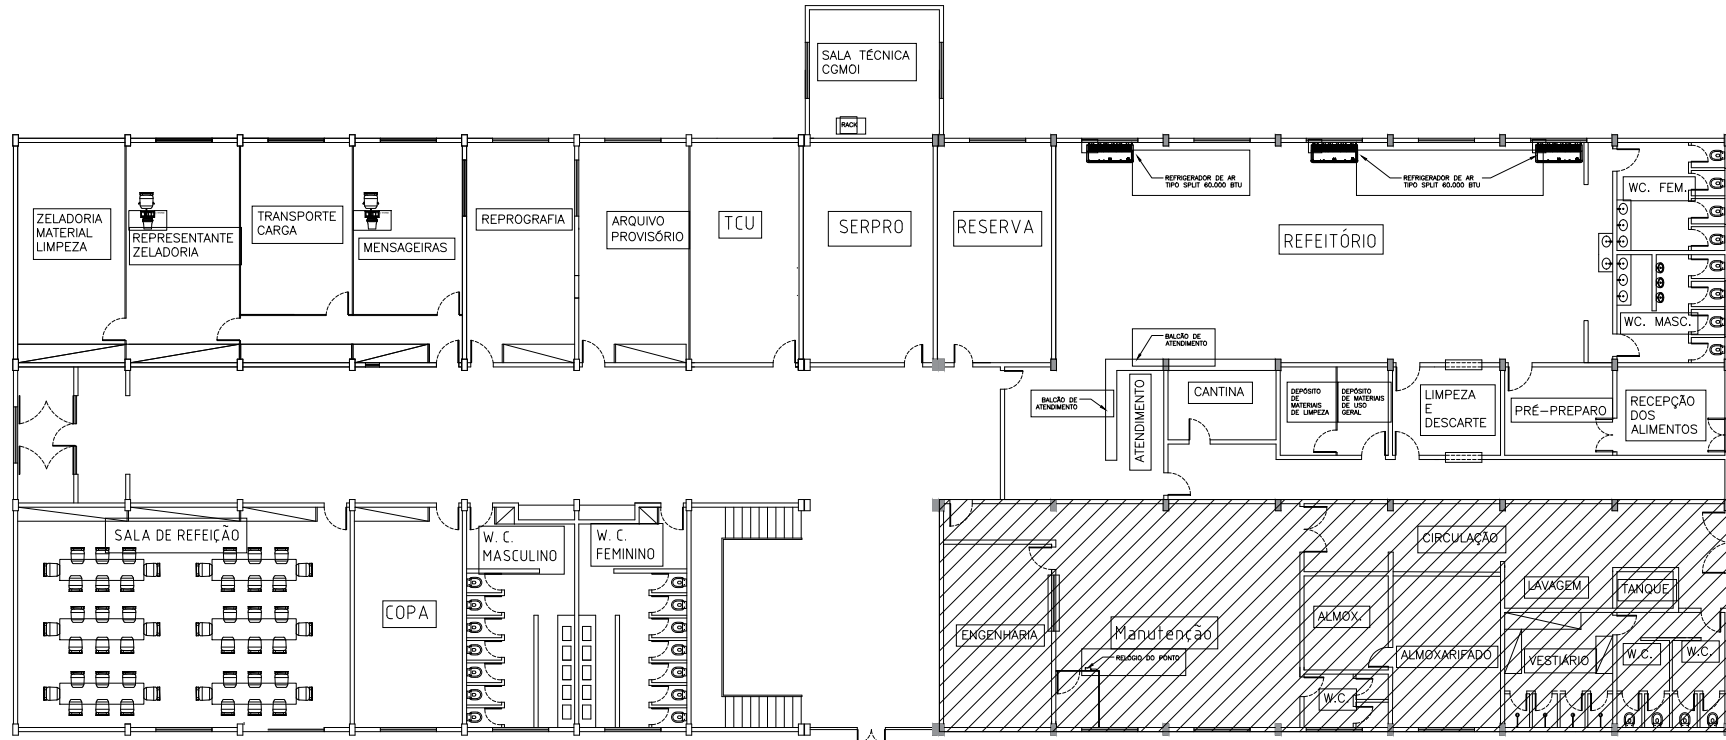 SALA TÉCNICA
CGMOI
RACK
ZELADORIA
MATERIAL
LIMPEZA
REPRESENTANTE
ZELADORIA
TRANSPORTE
CARGA
MENSAGEIRAS
REPROGRAFIA
ARQUIVO
PROVISÓRIO
TCU
SERPRO
RESERVA
REFRIGERADOR DE AR
TIPO SPLIT 60.000 BTU
REFRIGERADOR DE AR
TIPO SPLIT 60.000 BTU
REFEITÓRIO
WC. FEM.
WC. MASC.
BALCÃO DE
ATENDIMENTO
BALCÃO DE
ATENDIMENTO
ATENDIMENTO
CANTINA
DEPÓSITO
DE
MATERIAIS
DE LIMPEZA
DEPÓSITO
DE MATERIAIS
DE USO
GERAL
LIMPEZA
E
DESCARTE
PRÉ-PREPARO
RECEPÇÃO
DOS
ALIMENTOS
SALA DE REFEIÇÃO
COPA
W. C.
MASCULINO
W. C.
FEMININO
ENGENHARIA
Manutenção
RELÓGIO DO PONTO
CIRCULAÇÃO
ALMOX.
ALMOXARIFADO
W.C
LAVAGEM
TANQUE
VESTIÁRIO
W.C.
W.C.